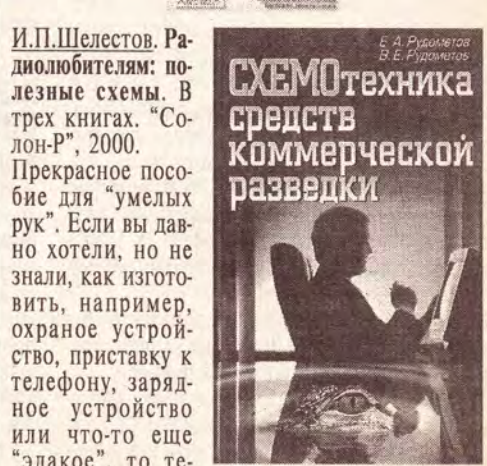 И.П.Шелестов. Ра-
диолюбителям: по-
лезные схемы. В
трех книгах. “Со-
лон-Р”, 2000.
Прекрасное посо-
бие для “умелых
рук”. Если вы дав-
но хотели, но не
знали, как изгото-
вить, например,
охраное устрой-
ство, приставку к
телефону, заряд-
ное устройство
или что-то еще
“эдакое”, то те-
Е. А. Рудометов
В. Е. Рудометов
СХЕМОтехника
средств
коммерческой
разведки